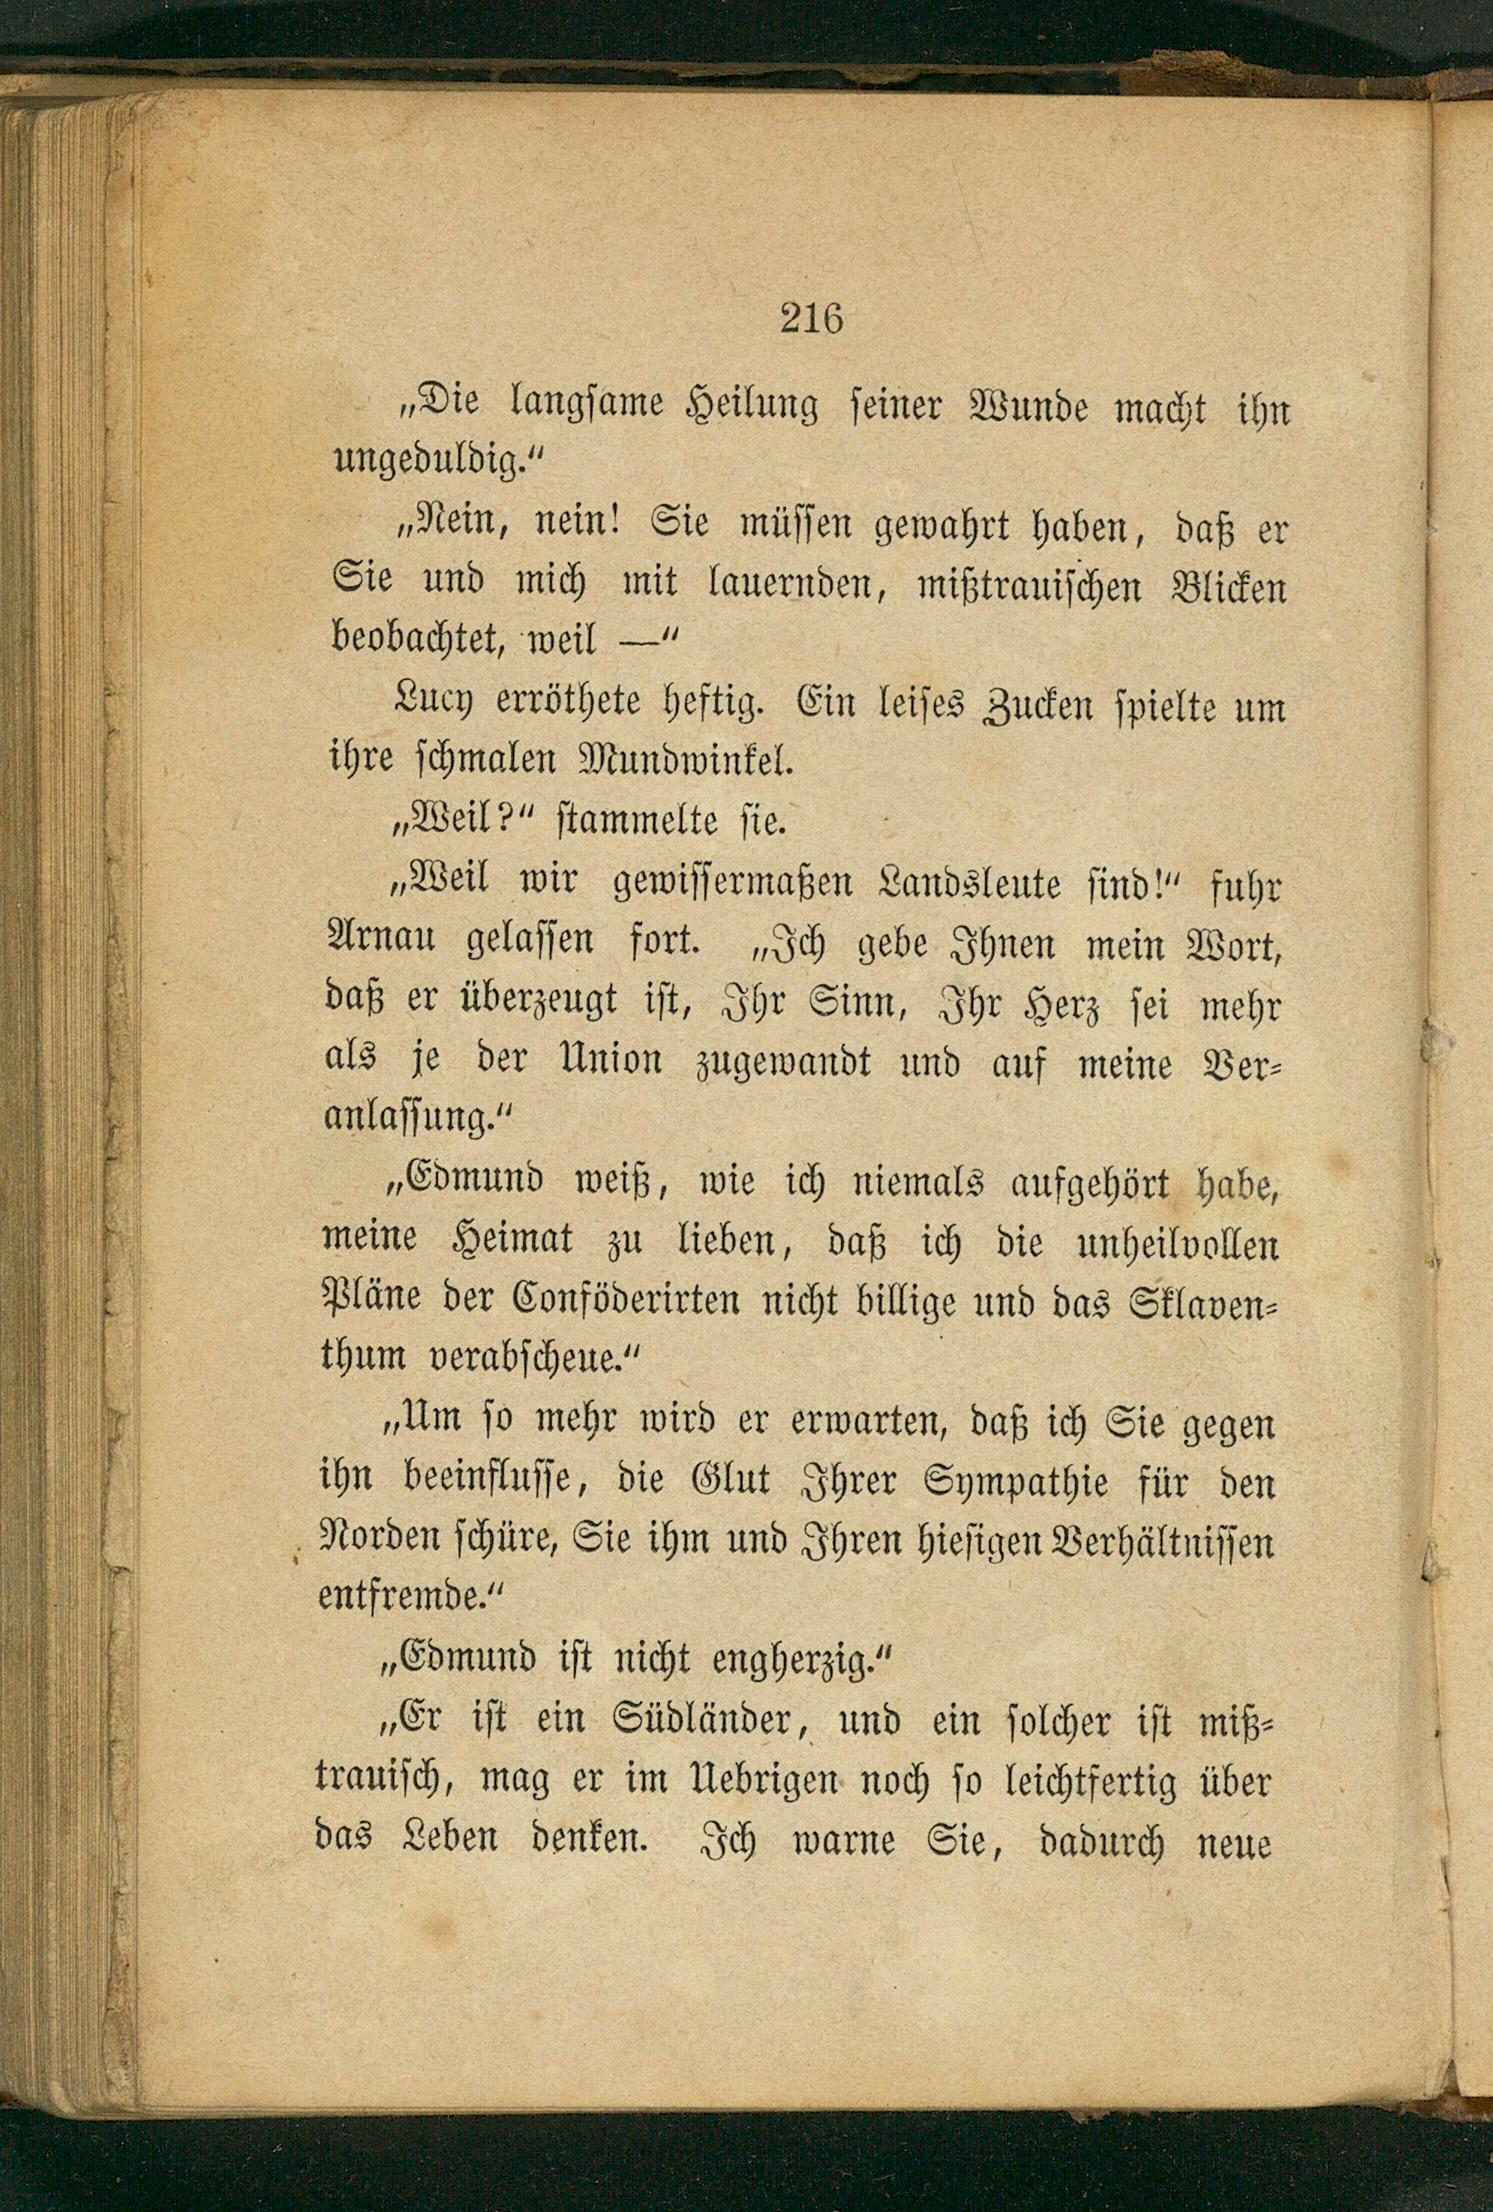 216
„Die langsame Heilung seiner Wunde macht ihn
ungeduldig.“
„Nein, nein! Sie müssen gewahrt haben, daß er
Sie und mich mit lauernden, mißtrauischen Blicken
beobachtet, weil —“
Lucy erröthete heftig. Ein leises Zucken spielte um
ihre schmalen Mundwinkel.
„Weil?“ stammelte sie.
„Weil wir gewissermaßen Landsleute sind!“ fuhr
Arnau gelassen fort. „Ich gebe Ihnen mein Wort,
daß er überzeugt ist, Ihr Sinn, Ihr Herz sei mehr
als je der Union zugewandt und auf meine Ver-
anlassung.“
„Edmund weiß, wie ich niemals aufgehört habe,
meine Heimat zu lieben, daß ich die unheilvollen
Pläne der Conföderirten nicht billige und das Sklaven-
thum verabscheue.“
„Um so mehr wird er erwarten, daß ich Sie gegen
ihn beeinflusse, die Glut Ihrer Sympathie für den
Norden schüre, Sie ihm und Ihren hiesigen Verhältnissen
entfremde.“
„Edmund ist nicht engherzig.“
„Er ist ein Südländer, und ein solcher ist miß-
trauisch, mag er im Uebrigen noch so leichtfertig über
das Leben denken. Ich warne Sie, dadurch neue